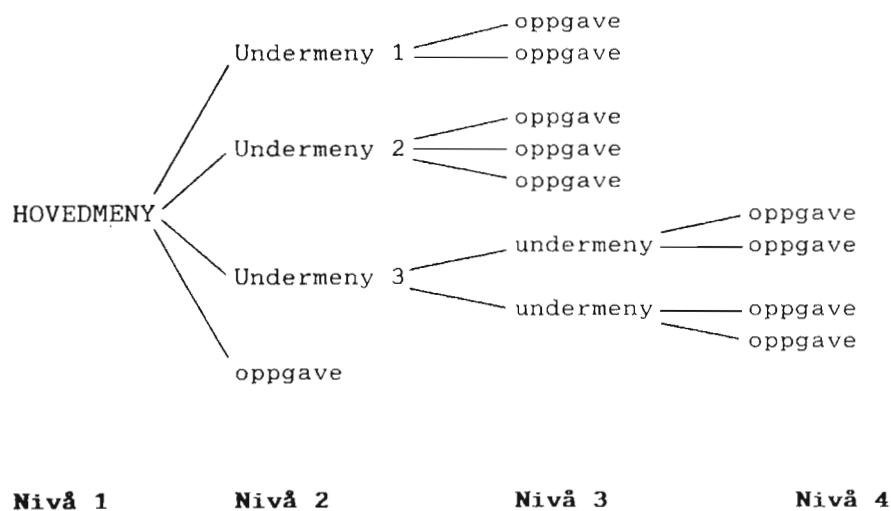 oppgave
Undermeny 1 oppgave
oppgave
Undermeny 2 oppgave
oppgave
HOVEDMENY oppgave
undermeny oppgave
Undermeny 3
undermeny oppgave
oppgave
oppgave
Nivå 1 Nivå 2 Nivå 3 Nivå 4